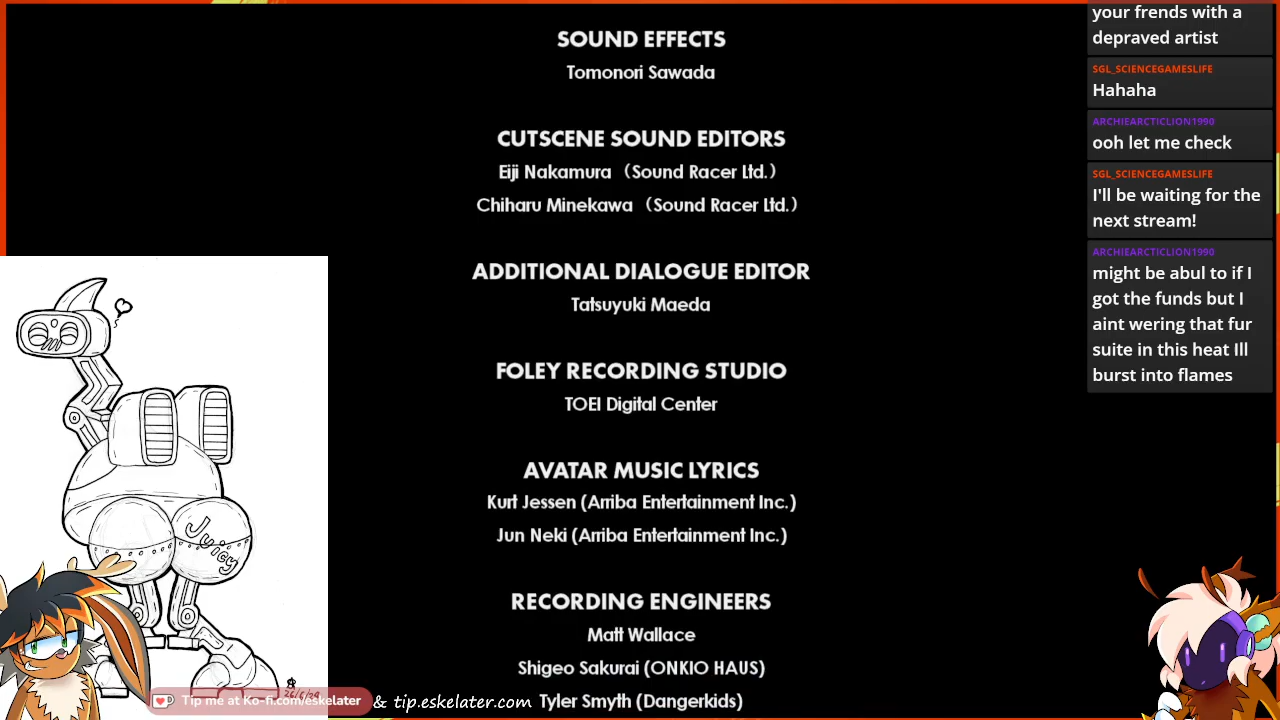 SOUND EFFECTS
Tomonori Sawada
CUTSCENE SOUND EDITORS
Eiji Nakamura (Sound Racer Ltd.)
Chiharu Minekawa (Sound Racer Ltd.)
ADDITIONAL DIALOGUE EDITOR
Tatsuyuki Maeda
FOLEY RECORDING STUDIO
TOEI Digital Center
AVATAR MUSIC LYRICS
Kurt Jessen (Arriba Entertainment Inc.)
Jun Neki (Arriba Entertainment Inc.)
RECORDING ENGINEERS
Matt Wallace
Shigeo Sakurai (ONKIO HAUS)
Tyler Smyth (Dangerkids)
your frends with a
depraved artist
SGL_SCIENCEGAMESLIFE
Hahaha
ARCHIEARCTICLION1990
ooh let me check
SGL_SCIENCEGAMESLIFE
I'll be waiting for the
next stream!
ARCHIEARCTICLION1990
might be abul to if I
got the funds but I
aint wering that fur
suite in this heat Ill
burst into flames
Juicy
Tip me at Ko-fi.com/eskelater & tip.eskelater.com